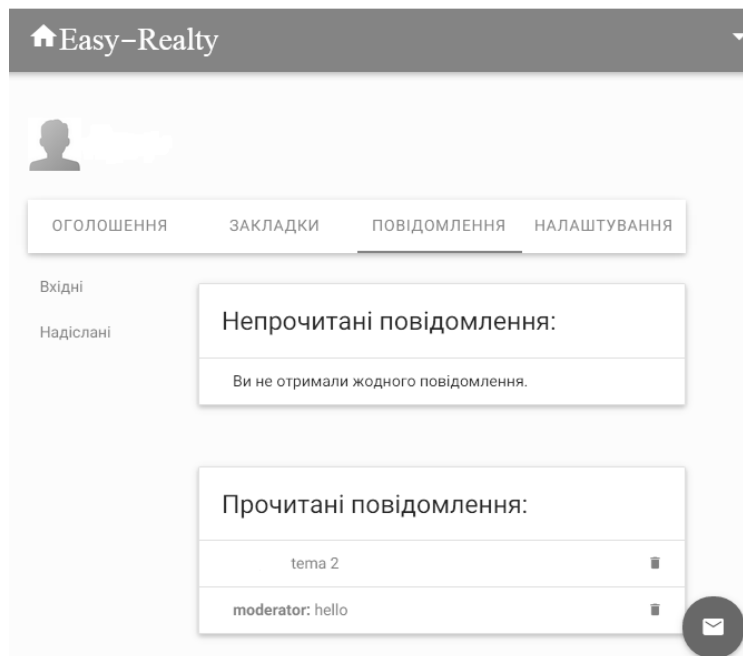 Easy-Realty
ОГОЛОШЕННЯ ЗАКЛАДКИ ПОВІДОМЛЕННЯ НАЛАШТУВАННЯ
Вхідні
Надіслані
Непрочитані повідомлення:
Ви не отримали жодного повідомлення.
Прочитані повідомлення:
tema 2
moderator: hello